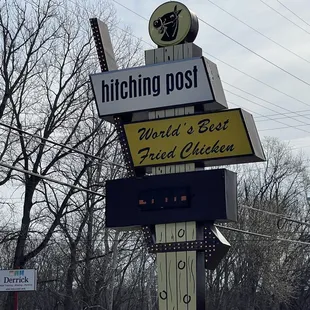 hitching post
World's Best
Fried Chicken
Derrick